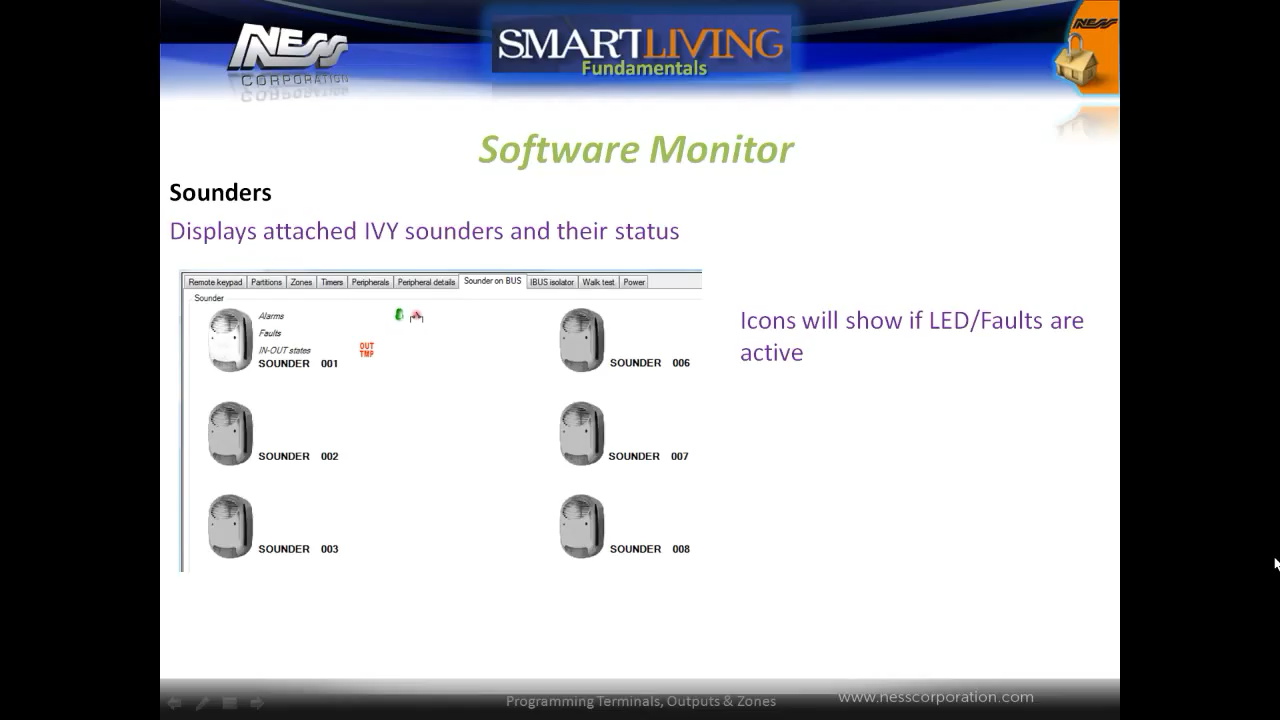 NESS
CORPORATION
SMARTLIVING
Fundamentals
NESS
Software Monitor
Sounders
Displays attached IVY sounders and their status
Remote keypad Partitions Zones Timers Peripherals Peripheral details Sounder on BUS IBUS isolator Walk test Power
Sounder
Alarms
Faults
IN-OUT states
OUT
TMP
SOUNDER 001
SOUNDER 006
SOUNDER 002
SOUNDER 007
SOUNDER 003
SOUNDER 008
Icons will show if LED/Faults are
active
Programming Terminals, Outputs & Zones
www.nesscorporation.com